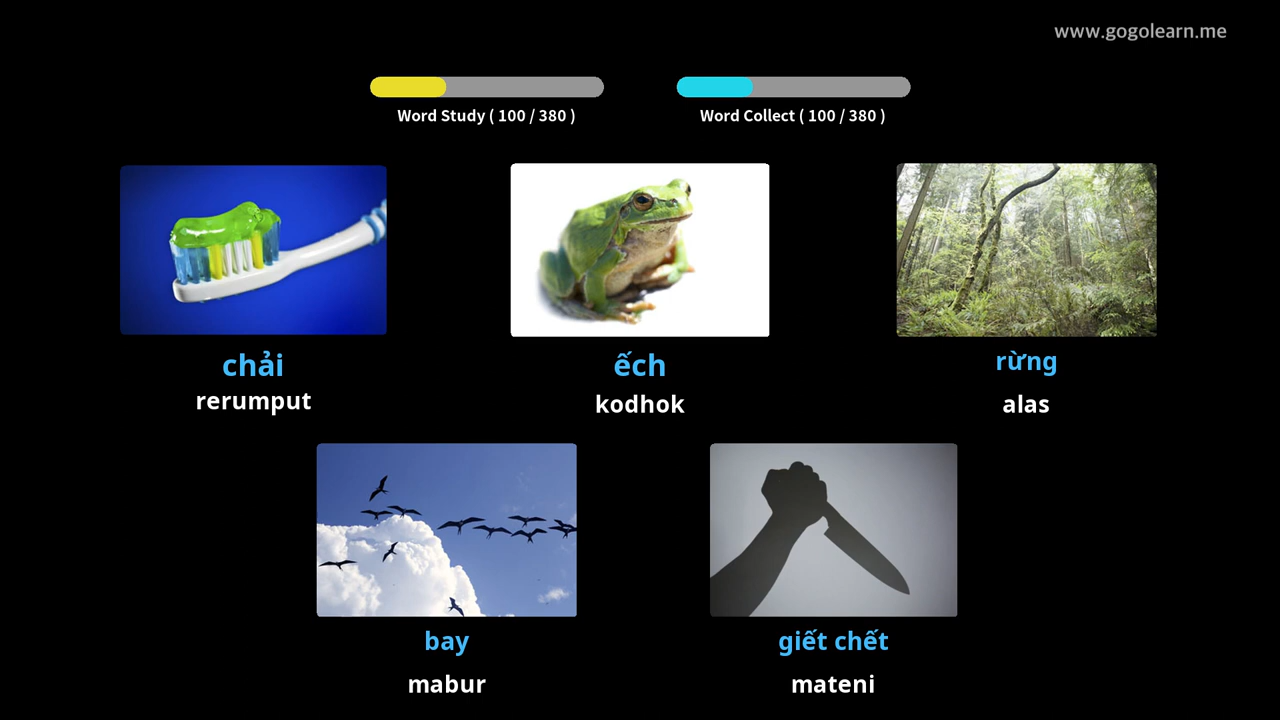 www.gogolearn.me
Word Study ( 100 / 380 )
Word Collect ( 100 / 380 )
chải
rerumput
ếch
kodhok
rừng
alas
bay
mabur
giết chết
mateni